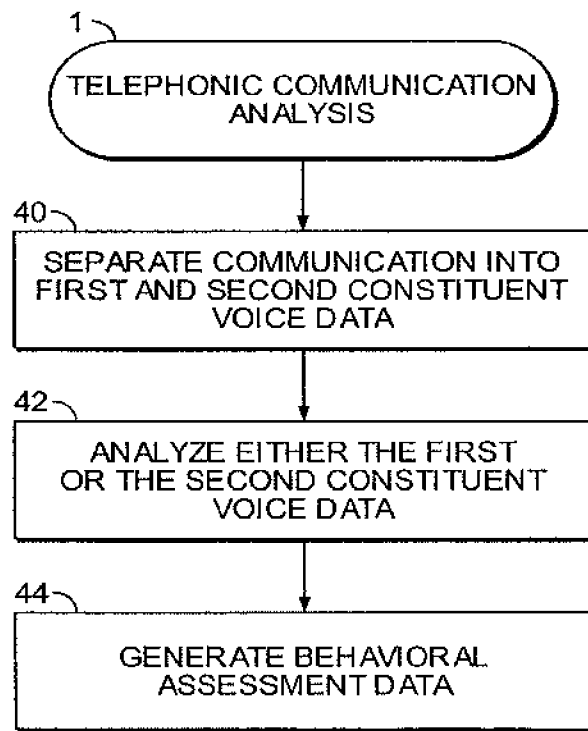 1
TELEPHONIC COMMUNICATION
ANALYSIS
40
SEPARATE COMMUNICATION INTO
FIRST AND SECOND CONSTITUENT
VOICE DATA
42
ANALYZE EITHER THE FIRST
OR THE SECOND CONSTITUENT
VOICE DATA
44
GENERATE BEHAVIORAL
ASSESSMENT DATA